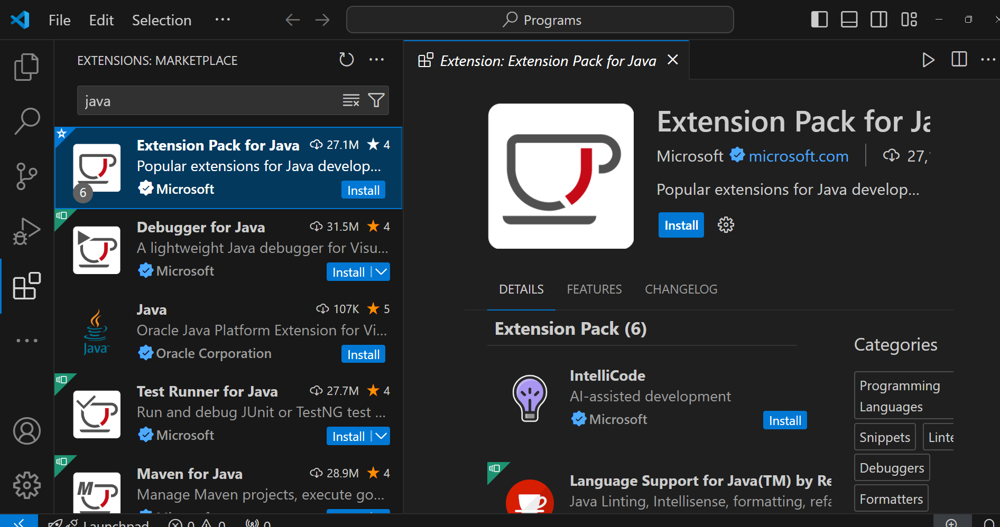 File Edit Selection ...
Programs
EXTENSIONS: MARKETPLACE
java
Extension Pack for Java 27.1M ★ 4
Popular extensions for Java develop...
Microsoft
Install
6
Debugger for Java 31.5M ★ 4
A lightweight Java debugger for Visu...
Microsoft
Install
Java
Java 107K ★ 5
Oracle Java Platform Extension for Vi...
Oracle Corporation
Install
Test Runner for Java 27.7M ★ 4
Run and debug JUnit or TestNG test ...
Microsoft
Install
M
Maven for Java 28.9M ★ 4
Manage Maven projects, execute go...
Extension: Extension Pack for Java
Extension Pack for Ja
Microsoft microsoft.com 27,
Popular extensions for Java develop...
Install
DETAILS FEATURES CHANGELOG
Extension Pack (6)
IntelliCode
AI-assisted development
Microsoft
Install
Language Support for Java(TM) by Re
Java Linting, Intellisense, formatting, refa
Categories
Programming
Languages
Snippets
Linte
Debuggers
Formatters
Launchpad 0 0 0